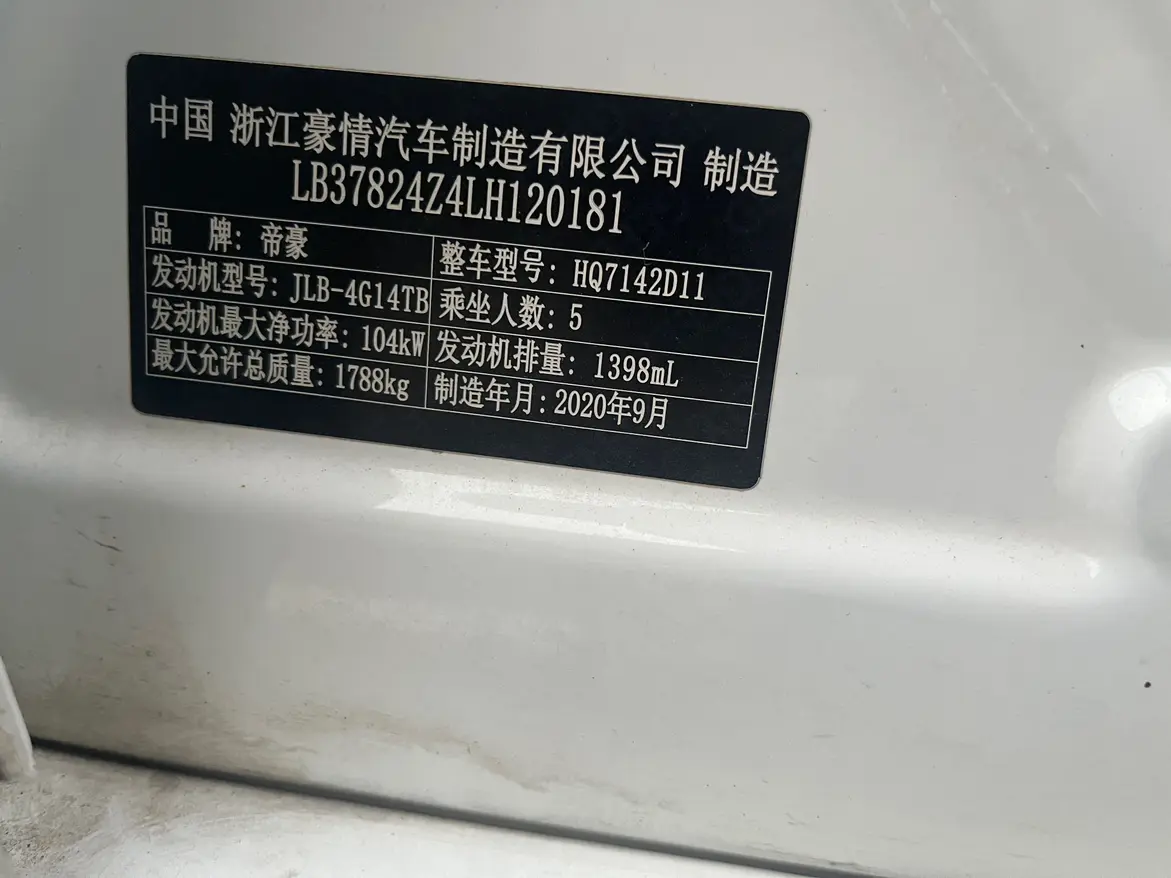 中国 浙江豪情汽车制造有限公司 制造
LB37824Z4LH120181
品 牌：帝豪 整车型号：HQ7142D11
发动机型号：JLB-4G14TB 乘坐人数：5
发动机最大净功率：104kW 发动机排量：1398mL
最大允许总质量：1788kg 制造年月：2020年9月